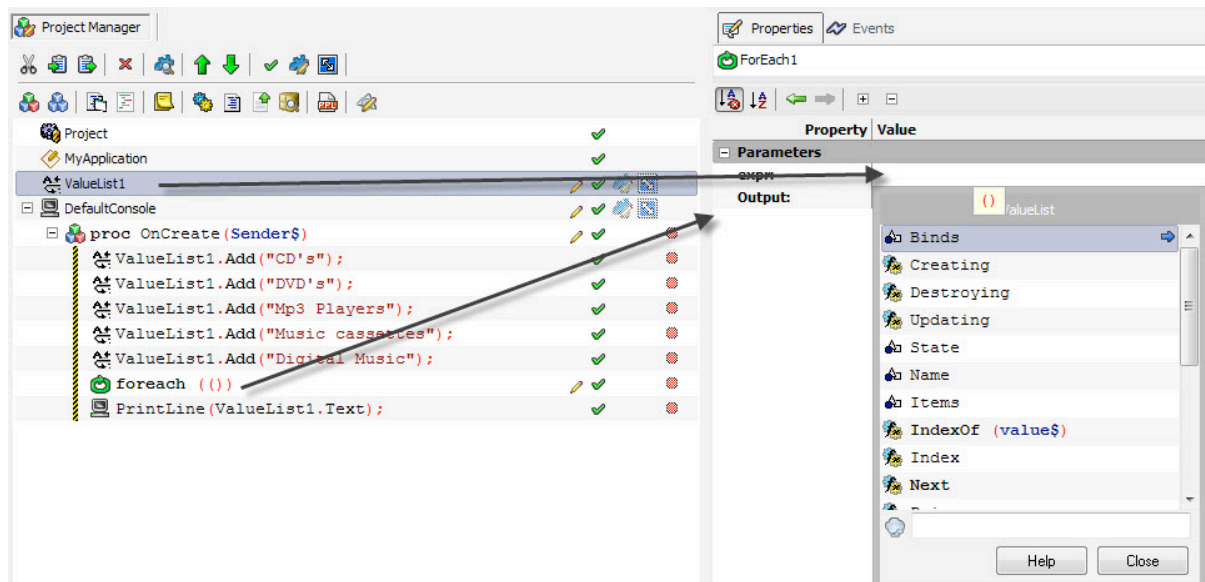 Project Manager
Project
MyApplication
ValueList1
DefaultConsole
proc OnCreate(Sender$)
ValueList1.Add("CD's");
ValueList1.Add("DVD's");
ValueList1.Add("Mp3 Players");
ValueList1.Add("Music cassettes");
ValueList1.Add("Digital Music");
foreach (())
PrintLine(ValueList1.Text);
Properties
Events
ForEach1
Property Value
Parameters
expr
Output:
()
ValueList
Binds
Creating
Destroying
Updating
State
Name
Items
IndexOf (value$)
Index
Next
Help
Close